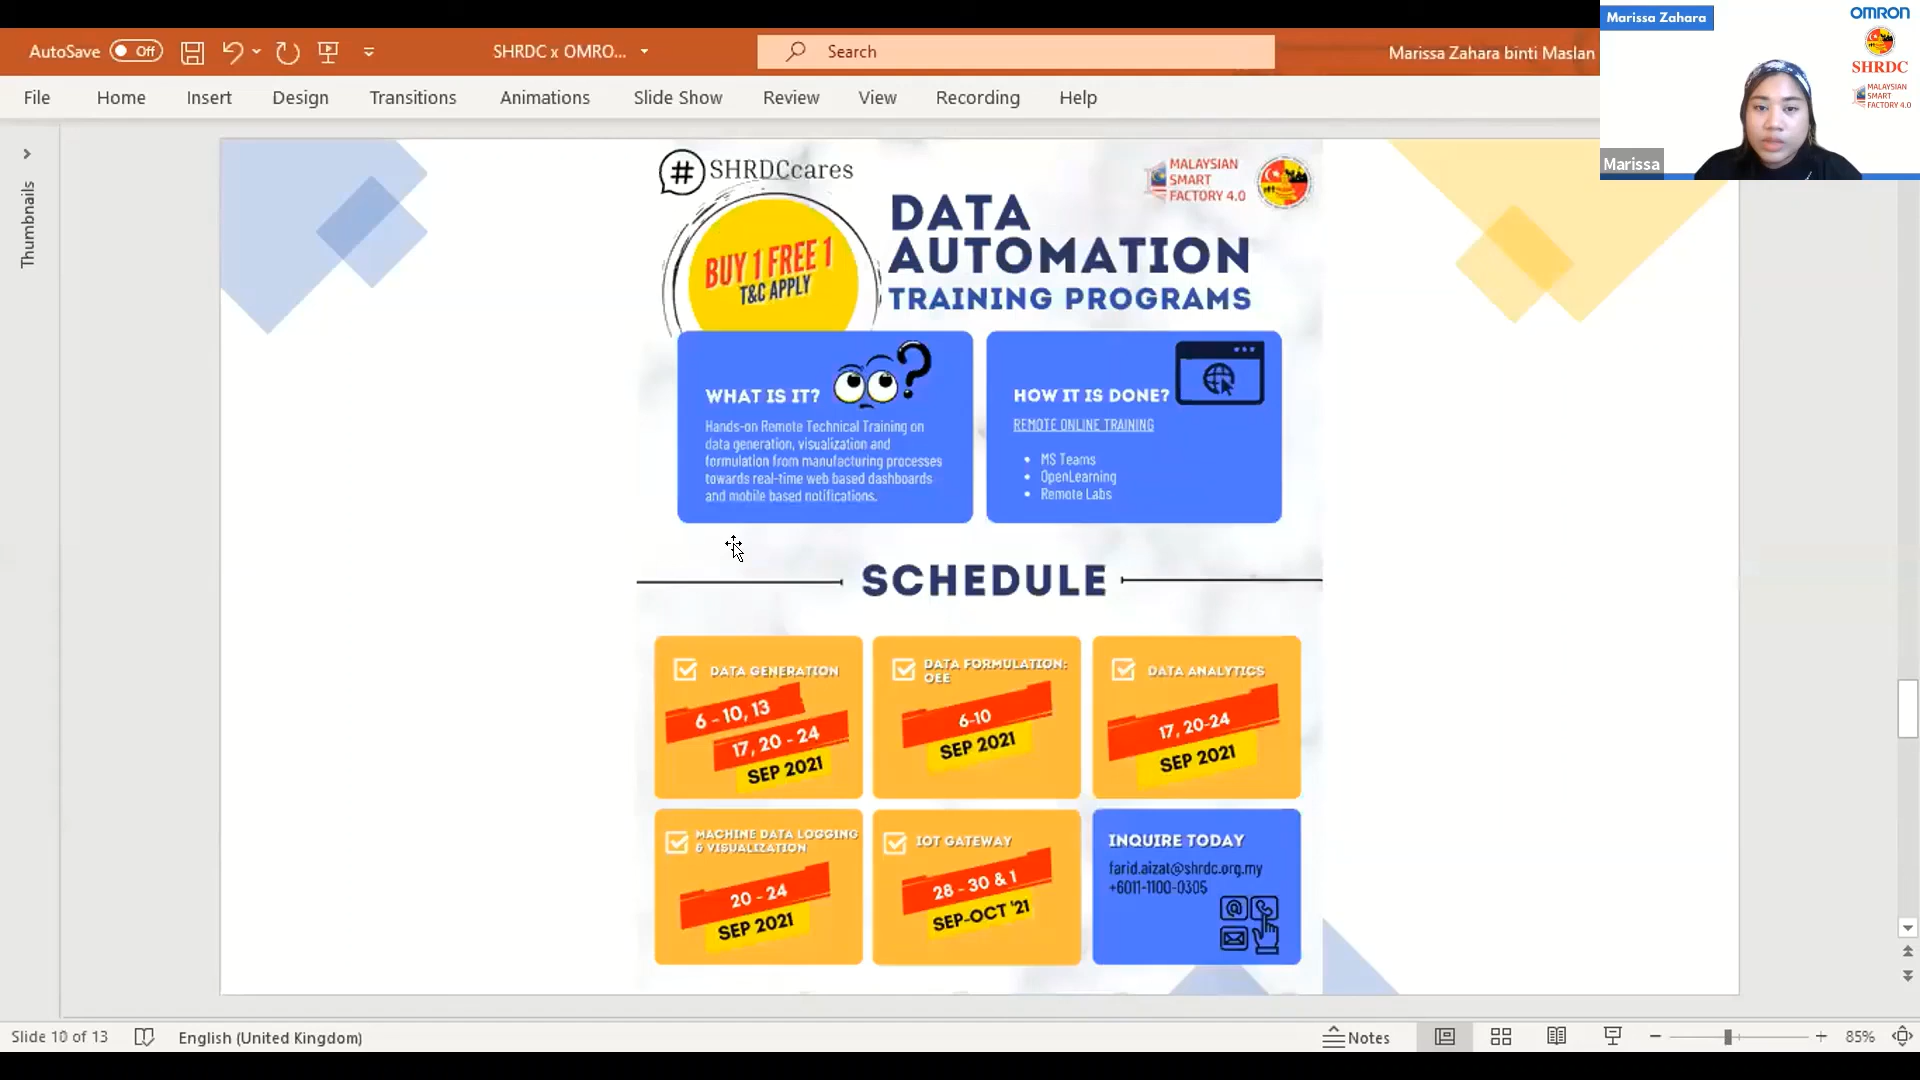 AutoSave Off
SHRDC x OMRO...
Search
Marissa Zahara binti Maslan
Marissa Zahara
OMRON
SHRDC
MALAYSIAN
SMART
FACTORY 4.0
Marissa
File Home Insert Design Transitions Animations Slide Show Review View Recording Help
Thumbnails
#SHRDCcares
MALAYSIAN
SMART
FACTORY 4.0
BUY 1 FREE 1
T&C APPLY
DATA
AUTOMATION
TRAINING PROGRAMS
WHAT IS IT?
Hands-on Remote Technical Training on
data generation, visualization and
formulation from manufacturing processes
towards real-time web based dashboards
and mobile based notifications.
HOW IT IS DONE?
REMOTE ONLINE TRAINING
• MS Teams
• OpenLearning
• Remote Labs
SCHEDULE
DATA GENERATION
6 - 10, 13
17, 20 - 24
SEP 2021
DATA FORMULATION:
OEE
6-10
SEP 2021
DATA ANALYTICS
17, 20-24
SEP 2021
MACHINE DATA LOGGING
& VISUALIZATION
20 - 24
SEP 2021
IOT GATEWAY
28 - 30 & 1
SEP-OCT '21
INQUIRE TODAY
farid.aizat@shrdc.org.my
+6011-1100-0305
Slide 10 of 13
English (United Kingdom)
Notes
85%